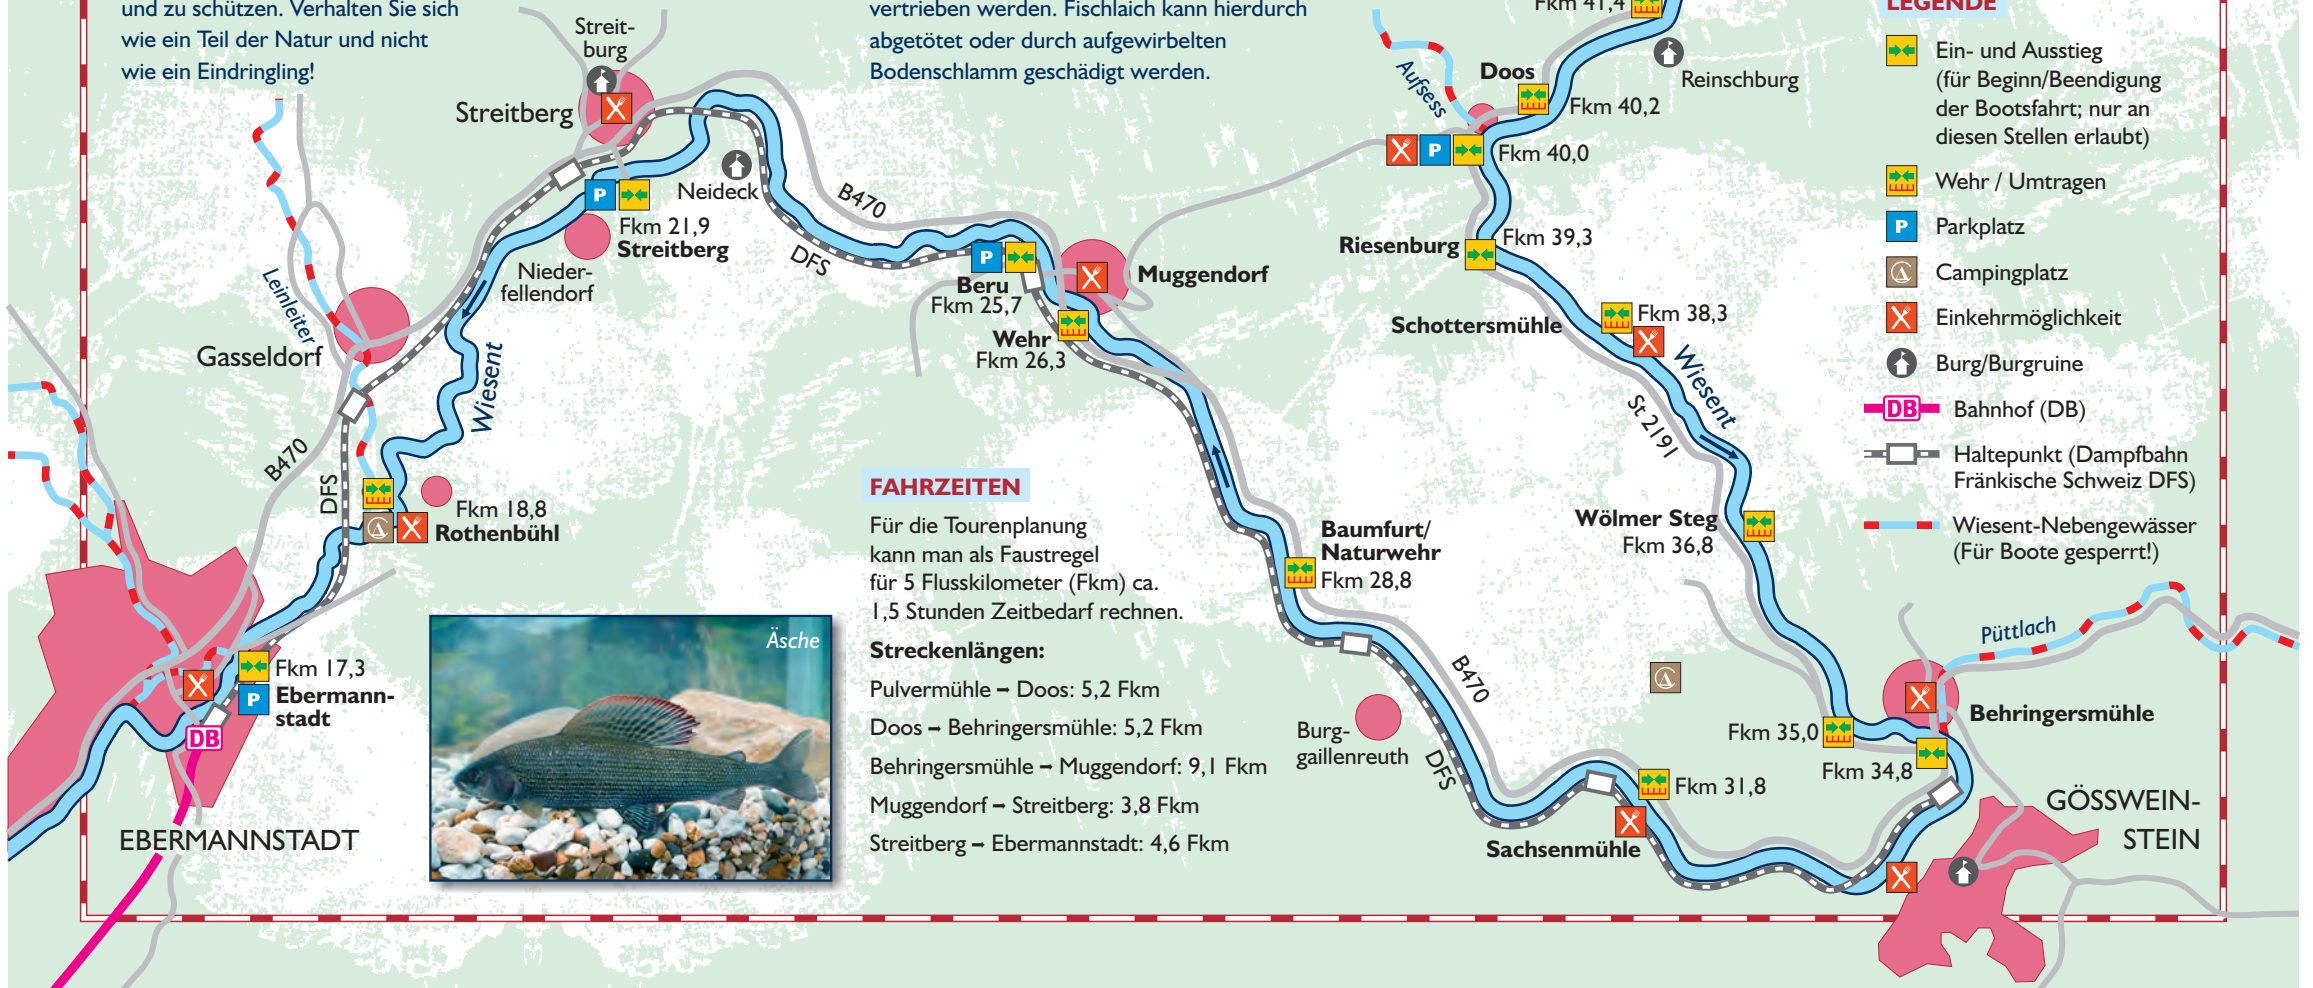 und zu schützen. Verhalten Sie sich
wie ein Teil der Natur und nicht
wie ein Eindringling!
vertrieben werden. Fischlaich kann hierdurch
abgetötet oder durch aufgewirbelten
Bodenschlamm geschädigt werden.
Streit-
burg
Streitberg
Neideck
P
Fkm 21,9
Streitberg
Nieder-
fellendorf
Leinleiter
Gasseldorf
Wiesent
B470
DFS
Fkm 18,8
Rothenbühl
Fkm 17,3
P
Ebermann-
stadt
DB
EBERMANNSTADT
Äsche
B470
DFS
P
Beru
Fkm 25,7
Muggendorf
Wehr
Fkm 26,3
FAHRZEITEN
Für die Tourenplanung
kann man als Faustregel
für 5 Flusskilometer (Fkm) ca.
1,5 Stunden Zeitbedarf rechnen.
Streckenlängen:
Pulvermühle – Doos: 5,2 Fkm
Doos – Behringersmühle: 5,2 Fkm
Behringersmühle – Muggendorf: 9,1 Fkm
Muggendorf – Streitberg: 3,8 Fkm
Streitberg – Ebermannstadt: 4,6 Fkm
Fkm 41,4
Reinschburg
Aufsess
Doos
Fkm 40,2
P
Fkm 40,0
Riesenburg
Fkm 39,3
Schottersmühle
Fkm 38,3
Wiesent
St 2191
Wölmer Steg
Fkm 36,8
Baumfurt/
Naturwehr
Fkm 28,8
B470
DFS
Burg-
gaillenreuth
Fkm 35,0
Fkm 34,8
Behringersmühle
Püttlach
Fkm 31,8
Sachsenmühle
GÖSSWEIN-
STEIN
LEGENDE
Ein- und Ausstieg
(für Beginn/Beendigung
der Bootsfahrt; nur an
diesen Stellen erlaubt)
Wehr / Umtragen
P Parkplatz
Campingplatz
Einkehrmöglichkeit
Burg/Burgruine
DB Bahnhof (DB)
Haltepunkt (Dampfbahn
Fränkische Schweiz DFS)
Wiesent-Nebengewässer
(Für Boote gesperrt!)